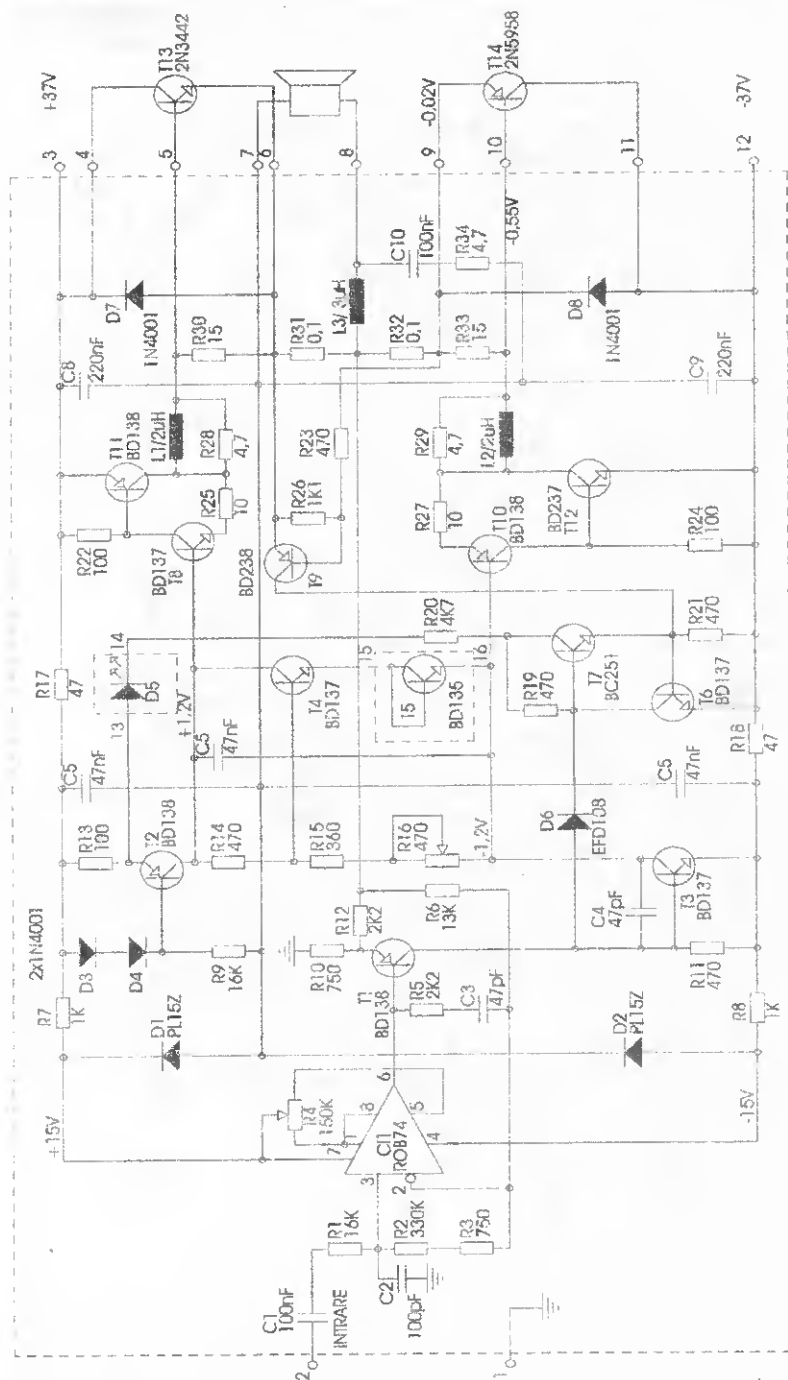 2
C1
100nF
INTRARE
1
R1
16K
C2
100pF
R2
330K
R3
750
+15V
-15V
3
2
7
1
8
5
4
6
CI1
ROB74
R4
150K
R7
1K
D1
PL15Z
D2
PL15Z
R8
1K
2x1N4001
D3
D4
R9
16K
R10
750
T1
BD138
R5
2K2
C3
47pF
R12
2K2
R6
13K
R11
470
C4
47pF
T3
BD137
R13
100
T2
BD138
R14
470
R15
360
R16
470
-1,2V
D6
EFD108
C5
47nF
+1,2V
C5
47nF
C5
47nF
R17
47
R18
47
13
14
D5
T4
BD137
15
16
T5
BD135
R19
470
R20
4K7
T7
BC251
T6
BD137
R21
470
R22
100
BD137
T8
BD238
T9
T11
BD138
R25
10
R28
4,7
L1/2uH
R26
1K1
R23
470
R27
10
R29
4,7
L2/2uH
T10
BD138
BD237
T12
R24
100
C8
220nF
C9
220nF
D7
1N4001
R30
15
R31
0,1
R32
0,1
R33
15
L3/3uH
C10
100nF
R34
4,7
D8
1N4001
-0,55V
-0,02V
3
4
5
7
6
8
9
10
11
12
+37V
-37V
T13
2N3442
T14
2N5958